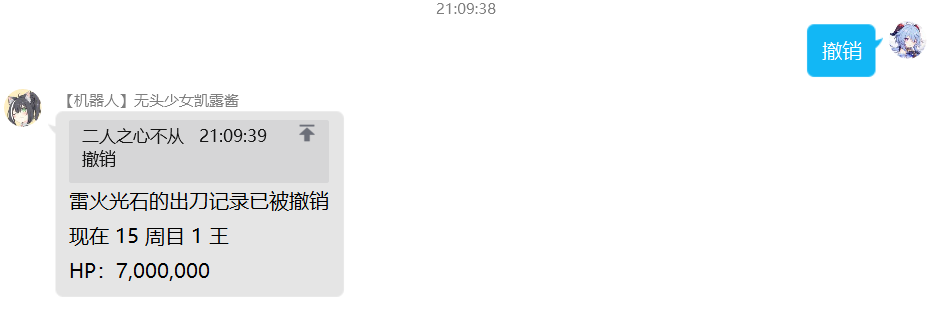 21:09:38
撤销
【机器人】无头少女凯露酱
二人之心不从 21:09:39
撤销
雷火光石的出刀记录已被撤销
现在 15 周目 1 王
HP：7,000,000